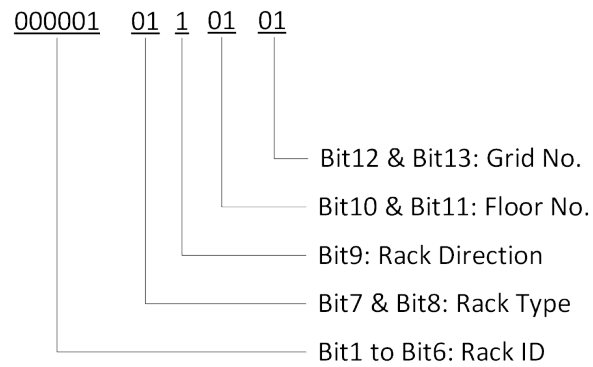 000001 01 1 01 01
Bit12 & Bit13: Grid No.
Bit10 & Bit11: Floor No.
Bit9: Rack Direction
Bit7 & Bit8: Rack Type
Bit1 to Bit6: Rack ID